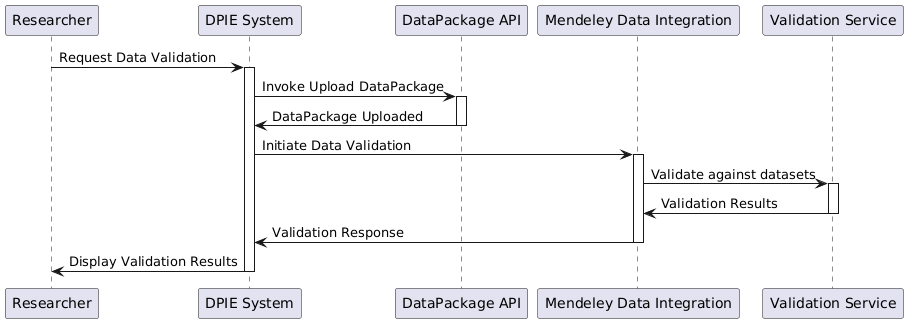 Researcher
DPIE System
DataPackage API
Mendeley Data Integration
Validation Service
Request Data Validation
Invoke Upload DataPackage
DataPackage Uploaded
Initiate Data Validation
Validate against datasets
Validation Results
Validation Response
Display Validation Results
Researcher
DPIE System
DataPackage API
Mendeley Data Integration
Validation Service